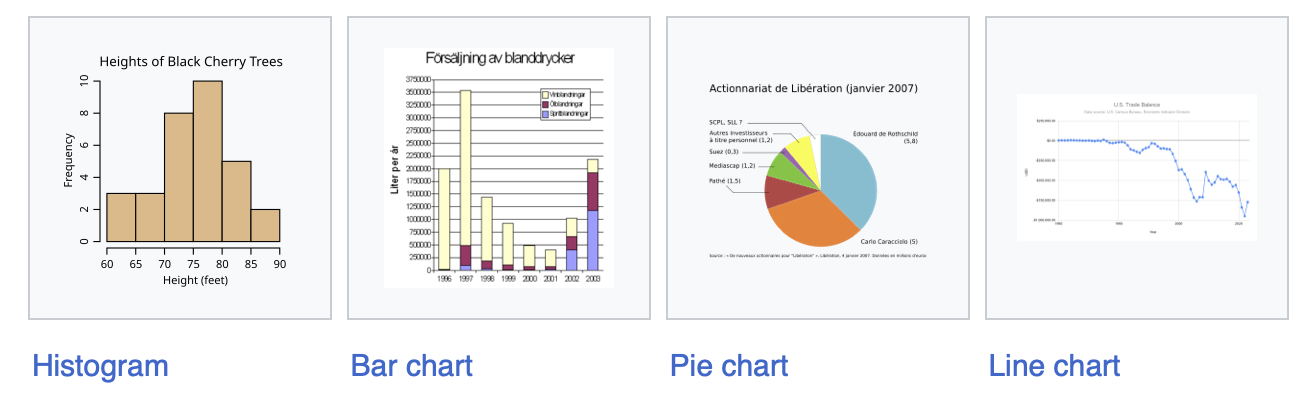 Heights of Black Cherry Trees
Frequency
0
2
4
6
8
10
60 65 70 75 80 85 90
Height (feet)
Histogram
Försäljning av blanddrycker
Liter per år
3750000
3500000
3250000
3000000
2750000
2500000
2250000
2000000
1750000
1500000
1250000
1000000
750000
500000
250000
0
Vinblandningar
Ölblandningar
Spritblandningar
1996 1997 1998 1999 2000 2001 2002 2003
Bar chart
Actionnariat de Libération (janvier 2007)
SCPL, SLL ?
Autres investisseurs
à titre personnel (1,2)
Suez (0,3)
Mediascap (1,2)
Pathé (1,5)
Edouard de Rothschild
(5,8)
Carlo Caracciolo (5)
Source : « De nouveaux actionnaires pour "Libération" », Libération, 4 janvier 2007. Données en millions d'euros
Pie chart
U.S. Trade Balance
Line chart